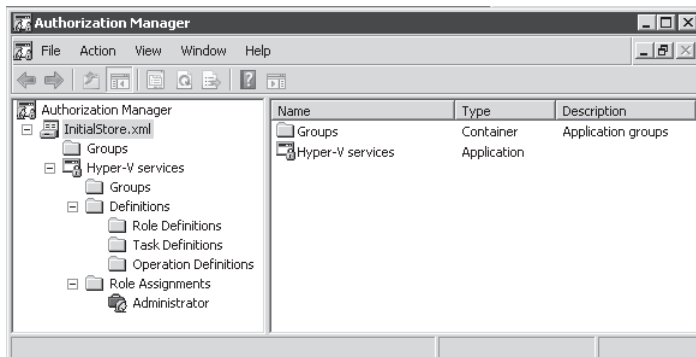 Authorization Manager
File Action View Window Help
Authorization Manager
InitialStore.xml
Groups
Hyper-V services
Groups
Definitions
Role Definitions
Task Definitions
Operation Definitions
Role Assignments
Administrator
Name Type Description
Groups Container Application groups
Hyper-V services Application